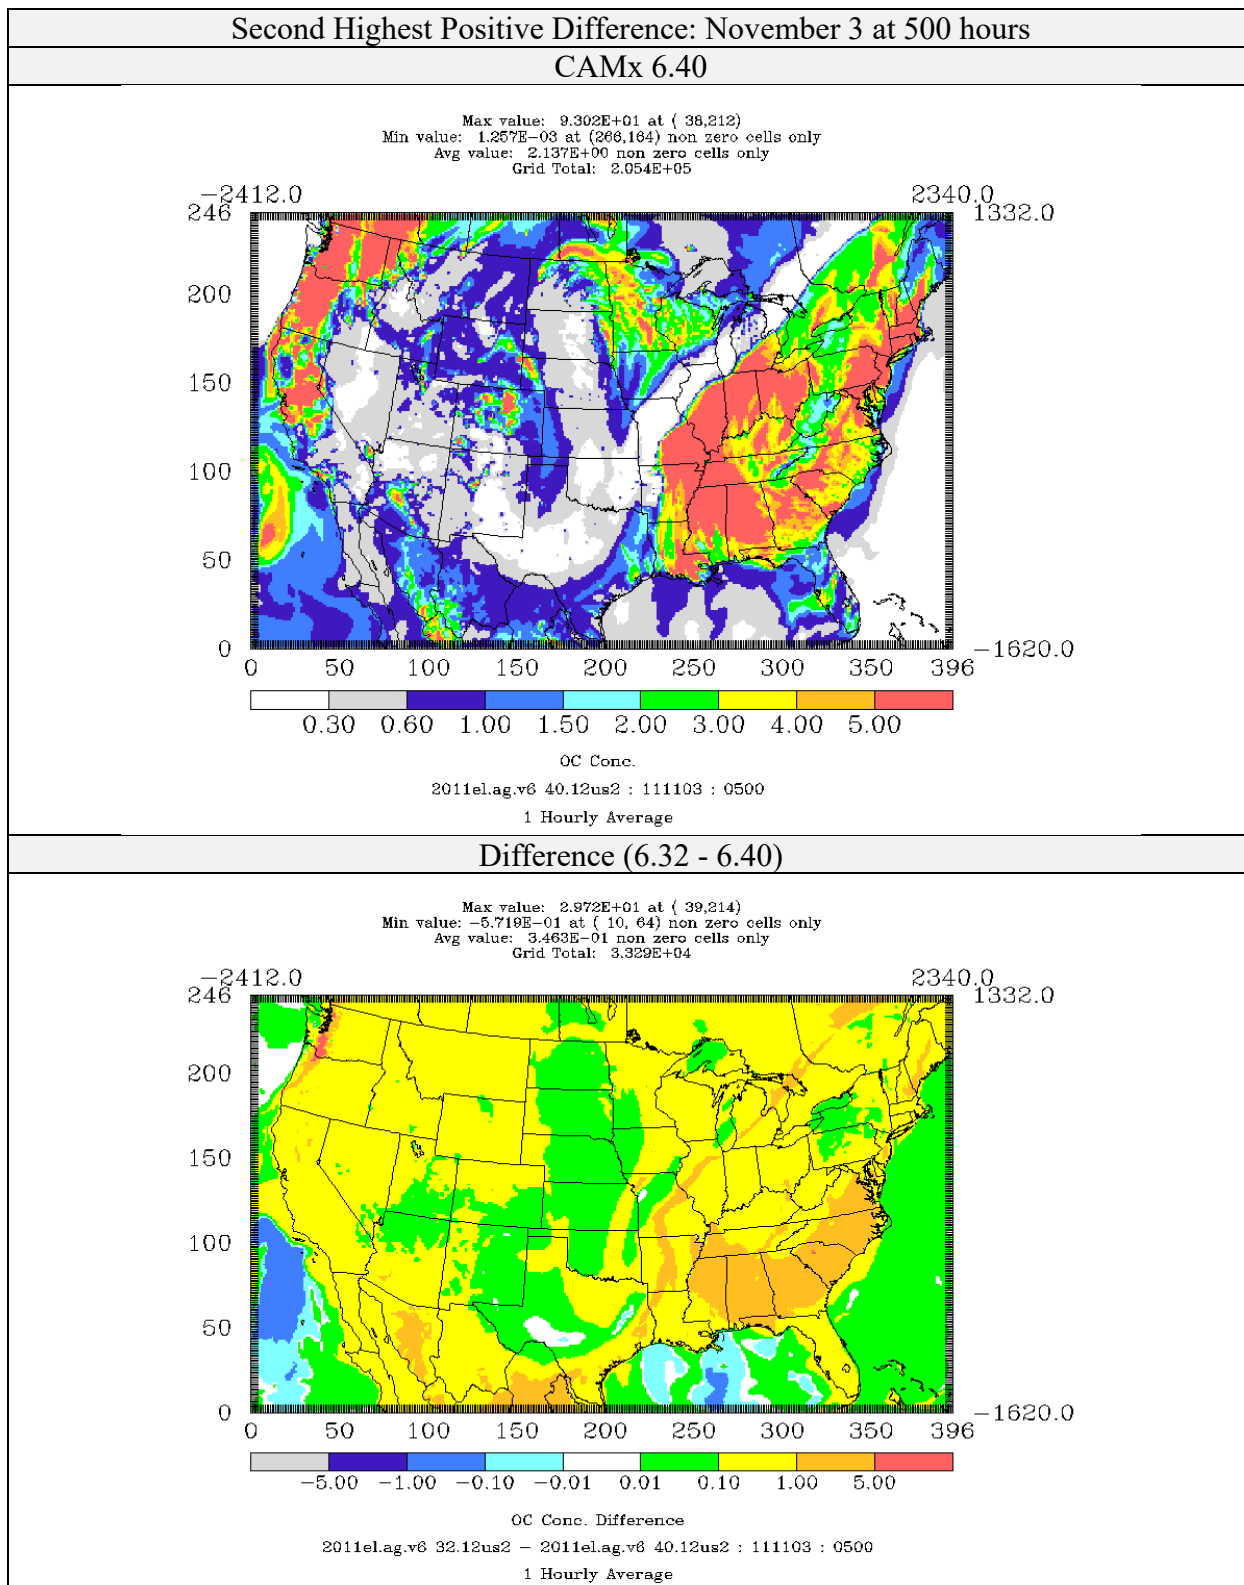 Second Highest Positive Difference: November 3 at 500 hours
CAMx 6.40
Max value: 9.302E+01 at ( 38,212)
Min value: 1.257E-03 at (266,164) non zero cells only
Avg value: 2.137E+00 non zero cells only
Grid Total: 2.054E+05
-2412.0 2340.0
246 1332.0
200
150
100
50
0 -1620.0
0 50 100 150 200 250 300 350 396
0.30 0.60 1.00 1.50 2.00 3.00 4.00 5.00
OC Conc.
2011el.ag.v6 40.12us2 : 111103 : 0500
1 Hourly Average
Difference (6.32 - 6.40)
Max value: 2.972E+01 at ( 39,214)
Min value: -5.719E-01 at ( 10, 64) non zero cells only
Avg value: 3.463E-01 non zero cells only
Grid Total: 3.329E+04
-2412.0 2340.0
246 1332.0
200
150
100
50
0 -1620.0
0 50 100 150 200 250 300 350 396
-5.00 -1.00 -0.10 -0.01 0.01 0.10 1.00 5.00
OC Conc. Difference
2011el.ag.v6 32.12us2 - 2011el.ag.v6 40.12us2 : 111103 : 0500
1 Hourly Average